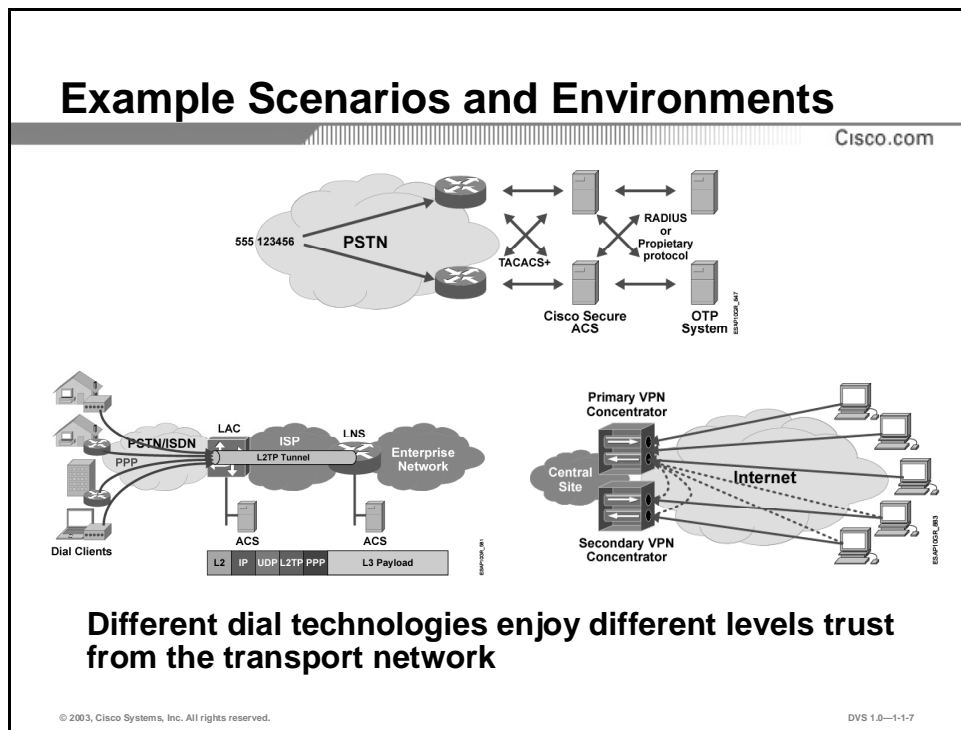 Example Scenarios and Environments
Cisco.com
555 123456
PSTN
TACACS+
RADIUS
or
Propietary
protocol
Cisco Secure
ACS
OTP
System
ESAP10GR_647
PSTN/ISDN
PPP
LAC
ISP
L2TP Tunnel
LNS
Enterprise
Network
Dial Clients
ACS
ACS
L2 IP UDP L2TP PPP L3 Payload
Primary VPN
Concentrator
Central
Site
Internet
Secondary VPN
Concentrator
Different dial technologies enjoy different levels trust
from the transport network
© 2003, Cisco Systems, Inc. All rights reserved.
DVS 1.0—1-1-7